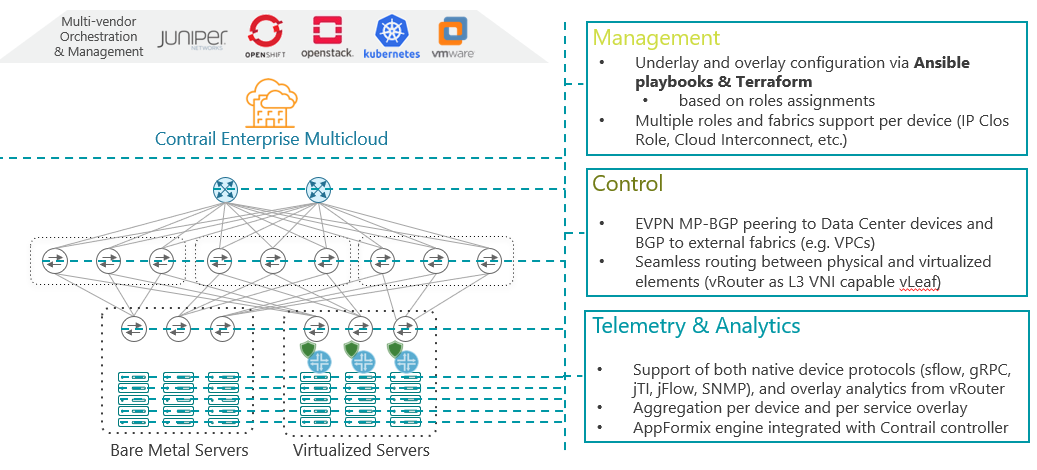 Multi-vendor
Orchestration
& Management
JUNIPER
NETWORKS
OPENSHIFT
openstack.
kubernetes
vmware
Contrail Enterprise Multicloud
Bare Metal Servers
Virtualized Servers
Management
• Underlay and overlay configuration via Ansible
playbooks & Terraform
• based on roles assignments
• Multiple roles and fabrics support per device (IP Clos
Role, Cloud Interconnect, etc.)
Control
• EVPN MP-BGP peering to Data Center devices and
BGP to external fabrics (e.g. VPCs)
• Seamless routing between physical and virtualized
elements (vRouter as L3 VNI capable vLeaf)
Telemetry & Analytics
• Support of both native device protocols (sflow, gRPC,
jTI, jFlow, SNMP), and overlay analytics from vRouter
• Aggregation per device and per service overlay
• AppFormix engine integrated with Contrail controller